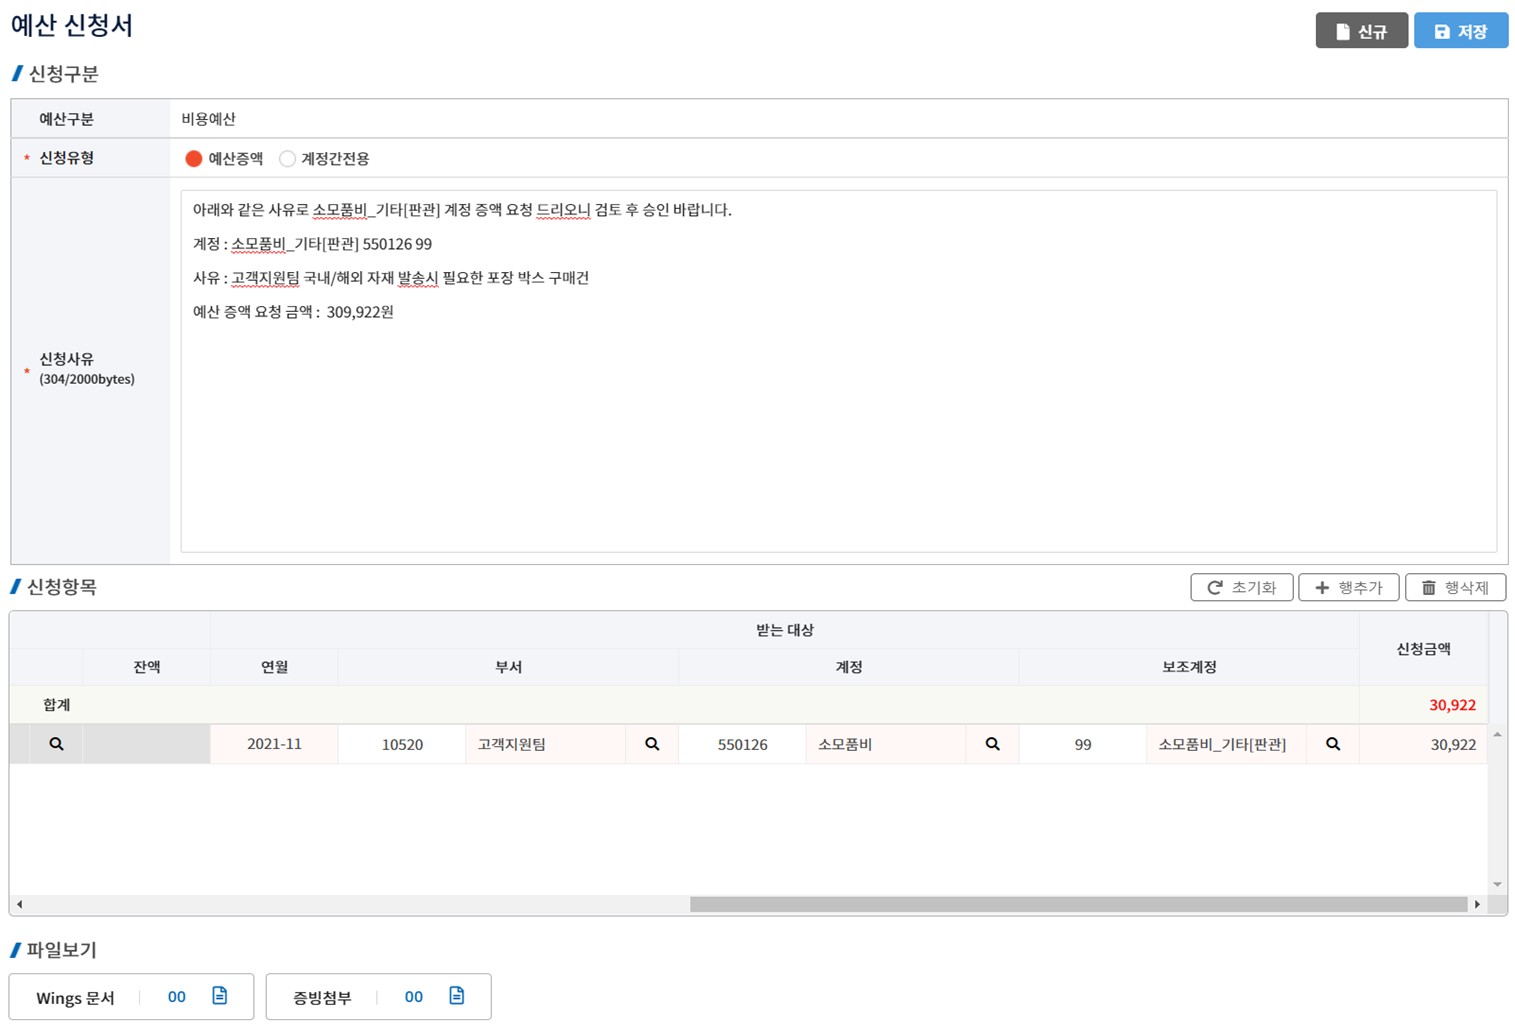 예산 신청서
신규
저장
신청구분
예산구분
비용예산
* 신청유형
예산증액
계정간전용
* 신청사유
(304/2000bytes)
아래와 같은 사유로 소모품비_기타[판관] 계정 증액 요청 드리오니 검토 후 승인 바랍니다.
계정 : 소모품비_기타[판관] 550126 99
사유 : 고객지원팀 국내/해외 자재 발송시 필요한 포장 박스 구매건
예산 증액 요청 금액 : 309,922원
신청항목
초기화
행추가
행삭제
받는 대상
신청금액
잔액 연월 부서 계정 보조계정
합계 30,922
2021-11 10520 고객지원팀 550126 소모품비 99 소모품비_기타[판관] 30,922
파일보기
Wings 문서 00
증빙첨부 00